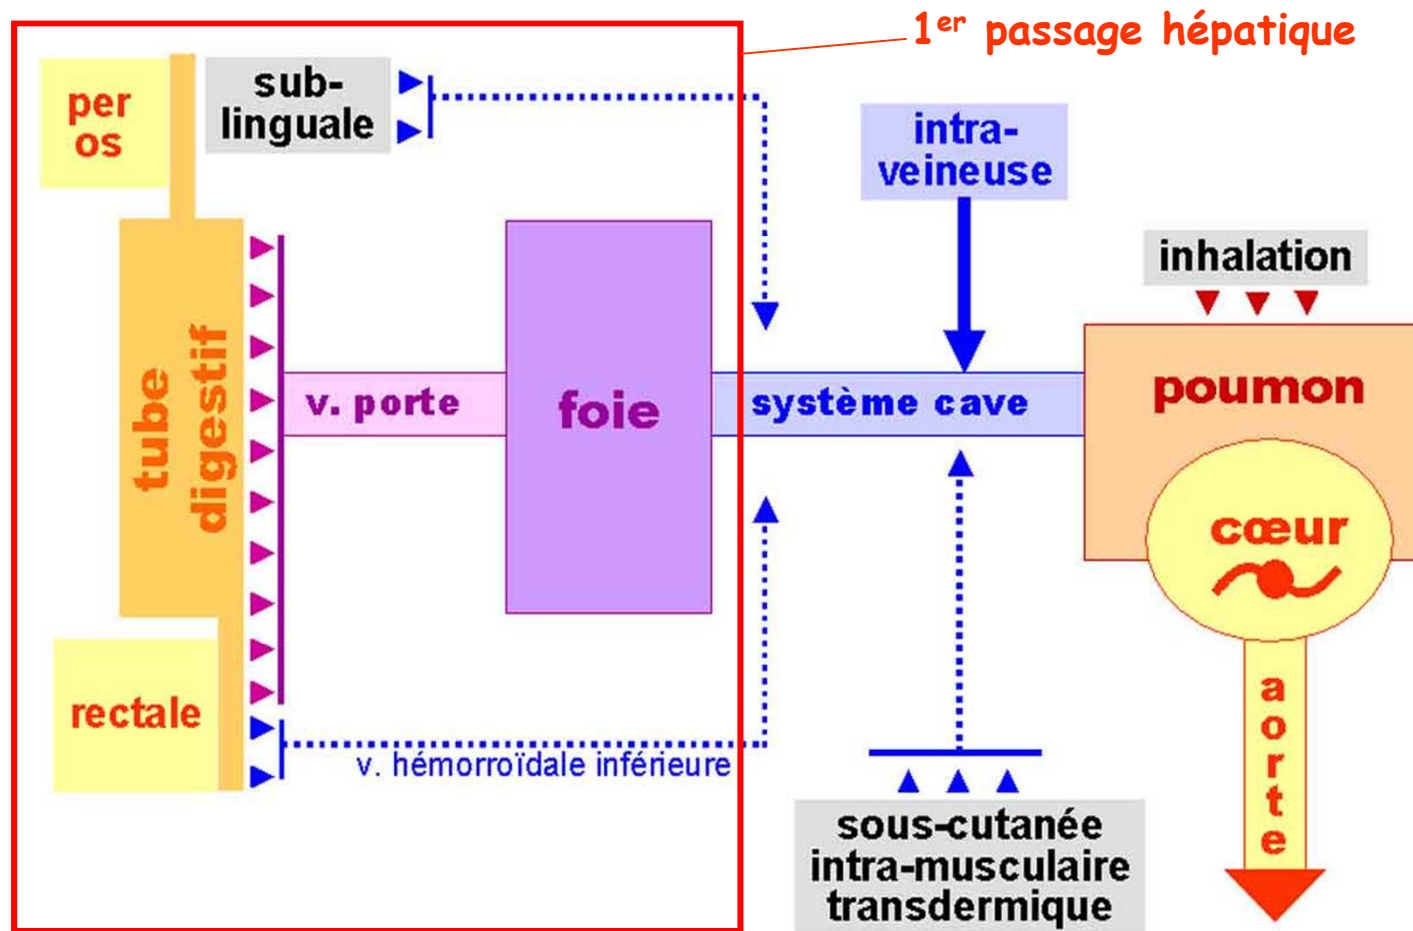 1er passage hépatique
per
os
sub-
linguale
intra-
veineuse
inhalation
tube
digestif
v. porte
foie
système cave
poumon
cœur
rectale
v. hémorroïdale inférieure
aorte
sous-cutanée
intra-musculaire
transdermique